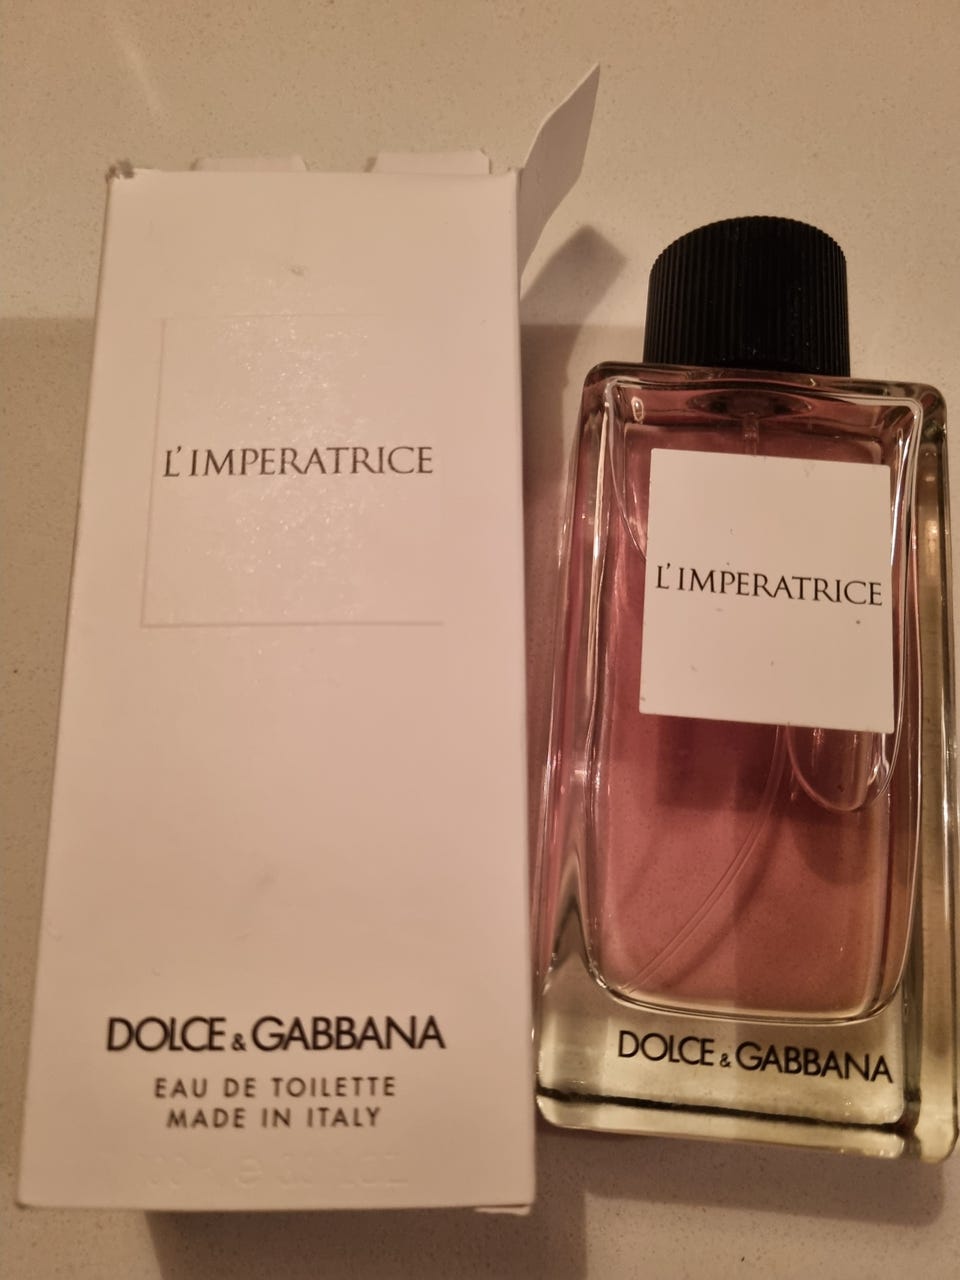 L'IMPERATRICE
DOLCE & GABBANA
EAU DE TOILETTE
MADE IN ITALY
L'IMPERATRICE
DOLCE & GABBANA